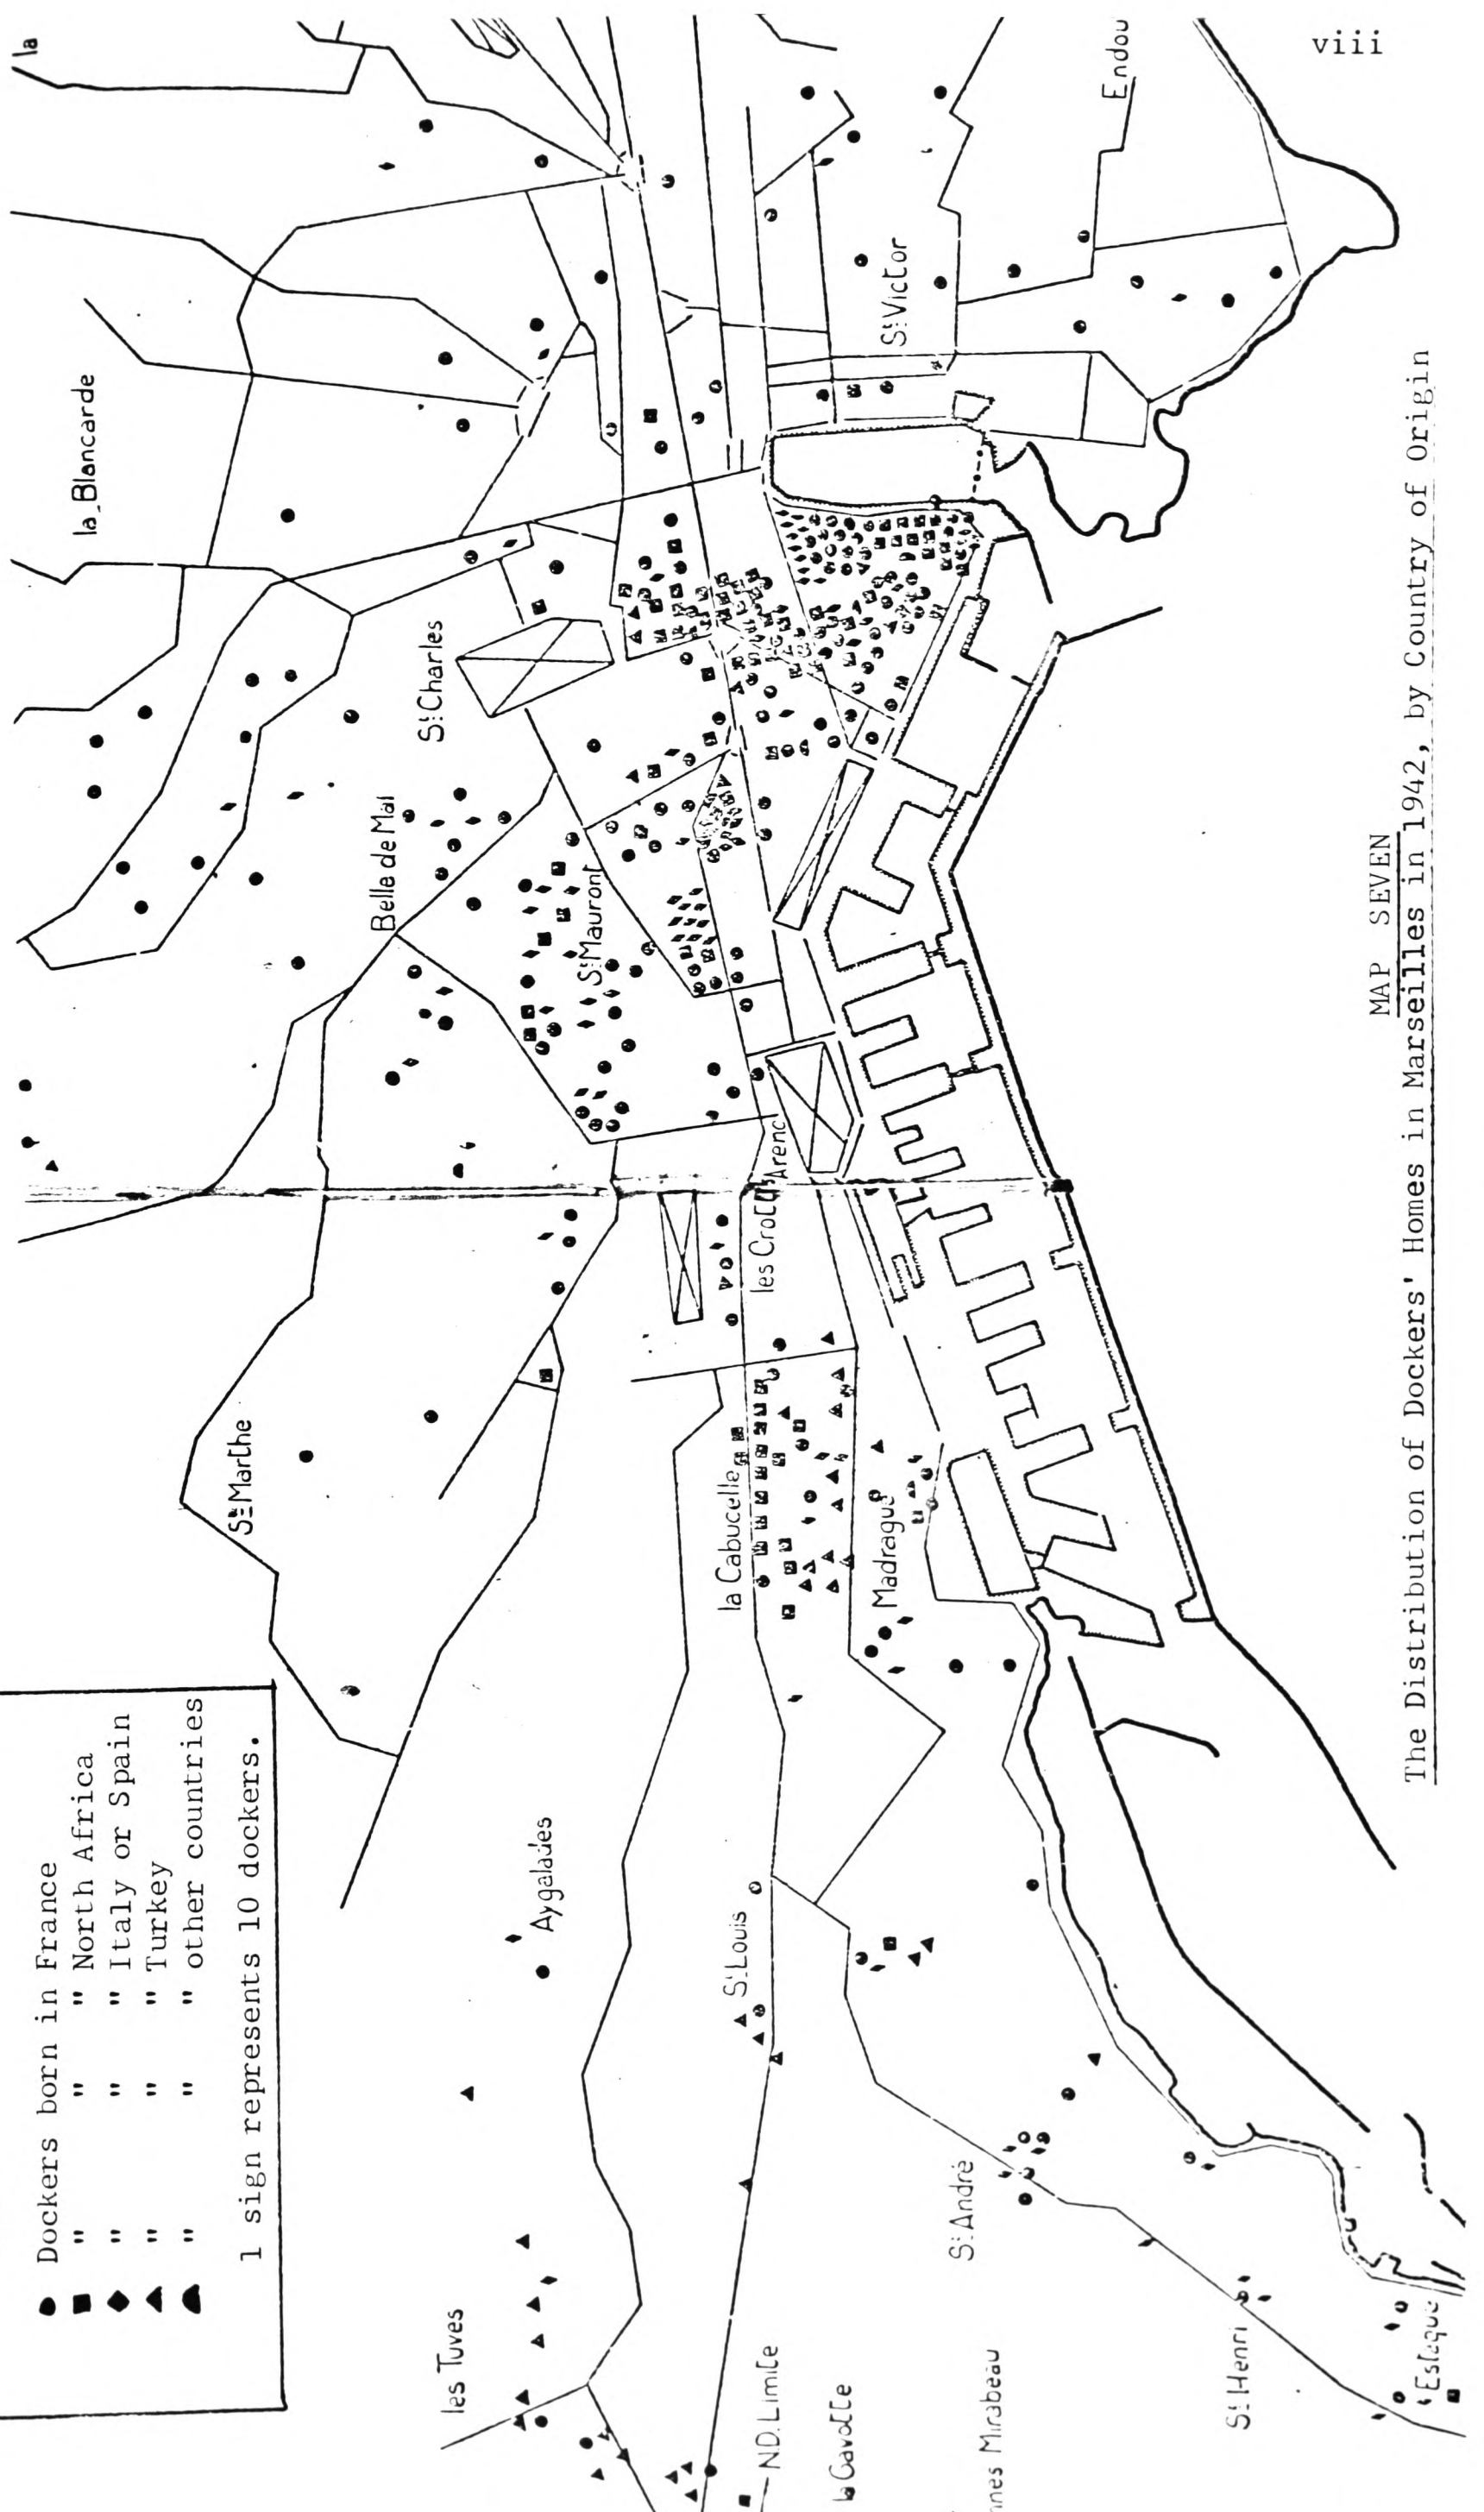 viii
● Dockers born in France
■ " " " North Africa
◆ " " " Italy or Spain
▲ " " " Turkey
" " " other countries
1 sign represents 10 dockers.
la
la Blancarde
St Charles
Belle de Mai
St Mauront
St Victor
Endou
Ste Marthe
les Crottes
Arenc
la Cabucelle
Madrague
Aygalades
St Louis
les Tuves
N.D. Limite
la Gavotte
nnes Mirabeau
St André
St Henri
Estaque
MAP SEVEN
The Distribution of Dockers' Homes in Marseilles in 1942, by Country of Origin